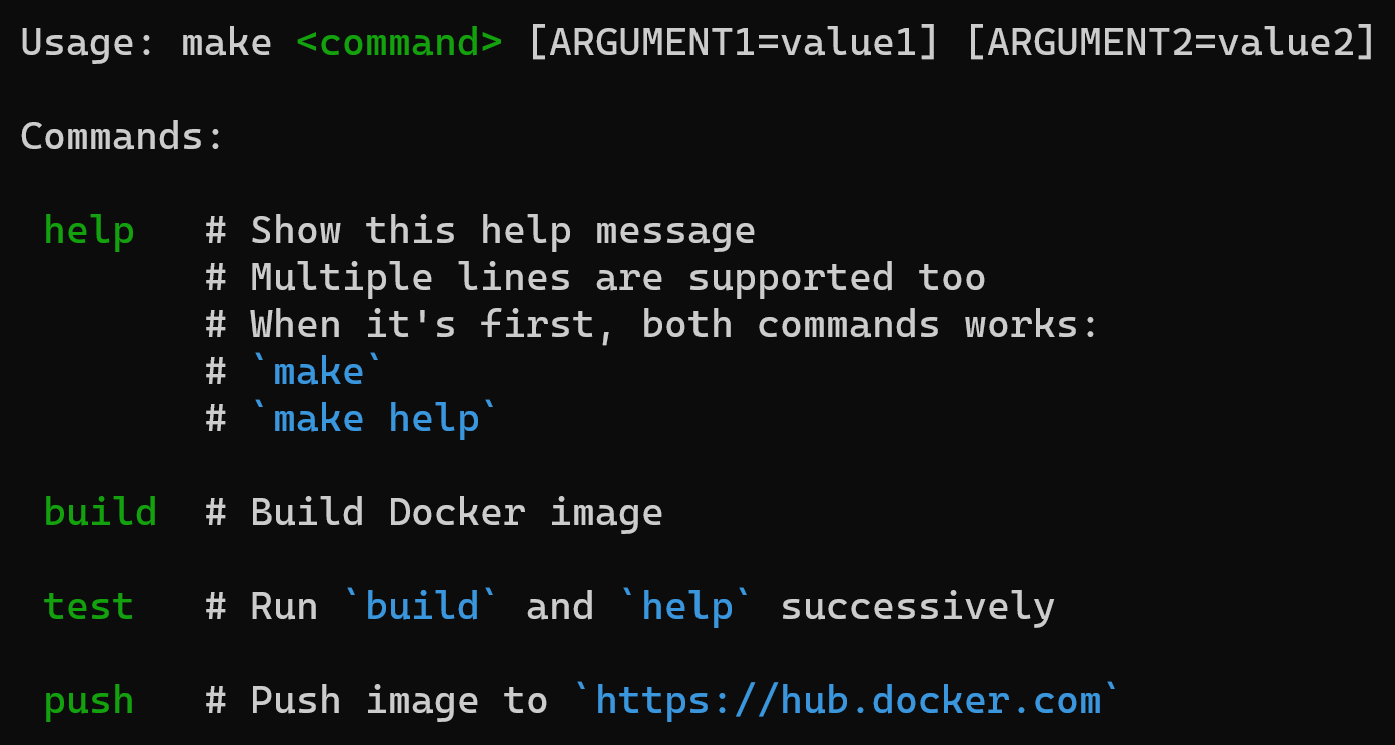 Usage: make <command> [ARGUMENT1=value1] [ARGUMENT2=value2]
Commands:
help # Show this help message
# Multiple lines are supported too
# When it's first, both commands works:
# `make`
# `make help`
build # Build Docker image
test # Run `build` and `help` successively
push # Push image to `https://hub.docker.com`